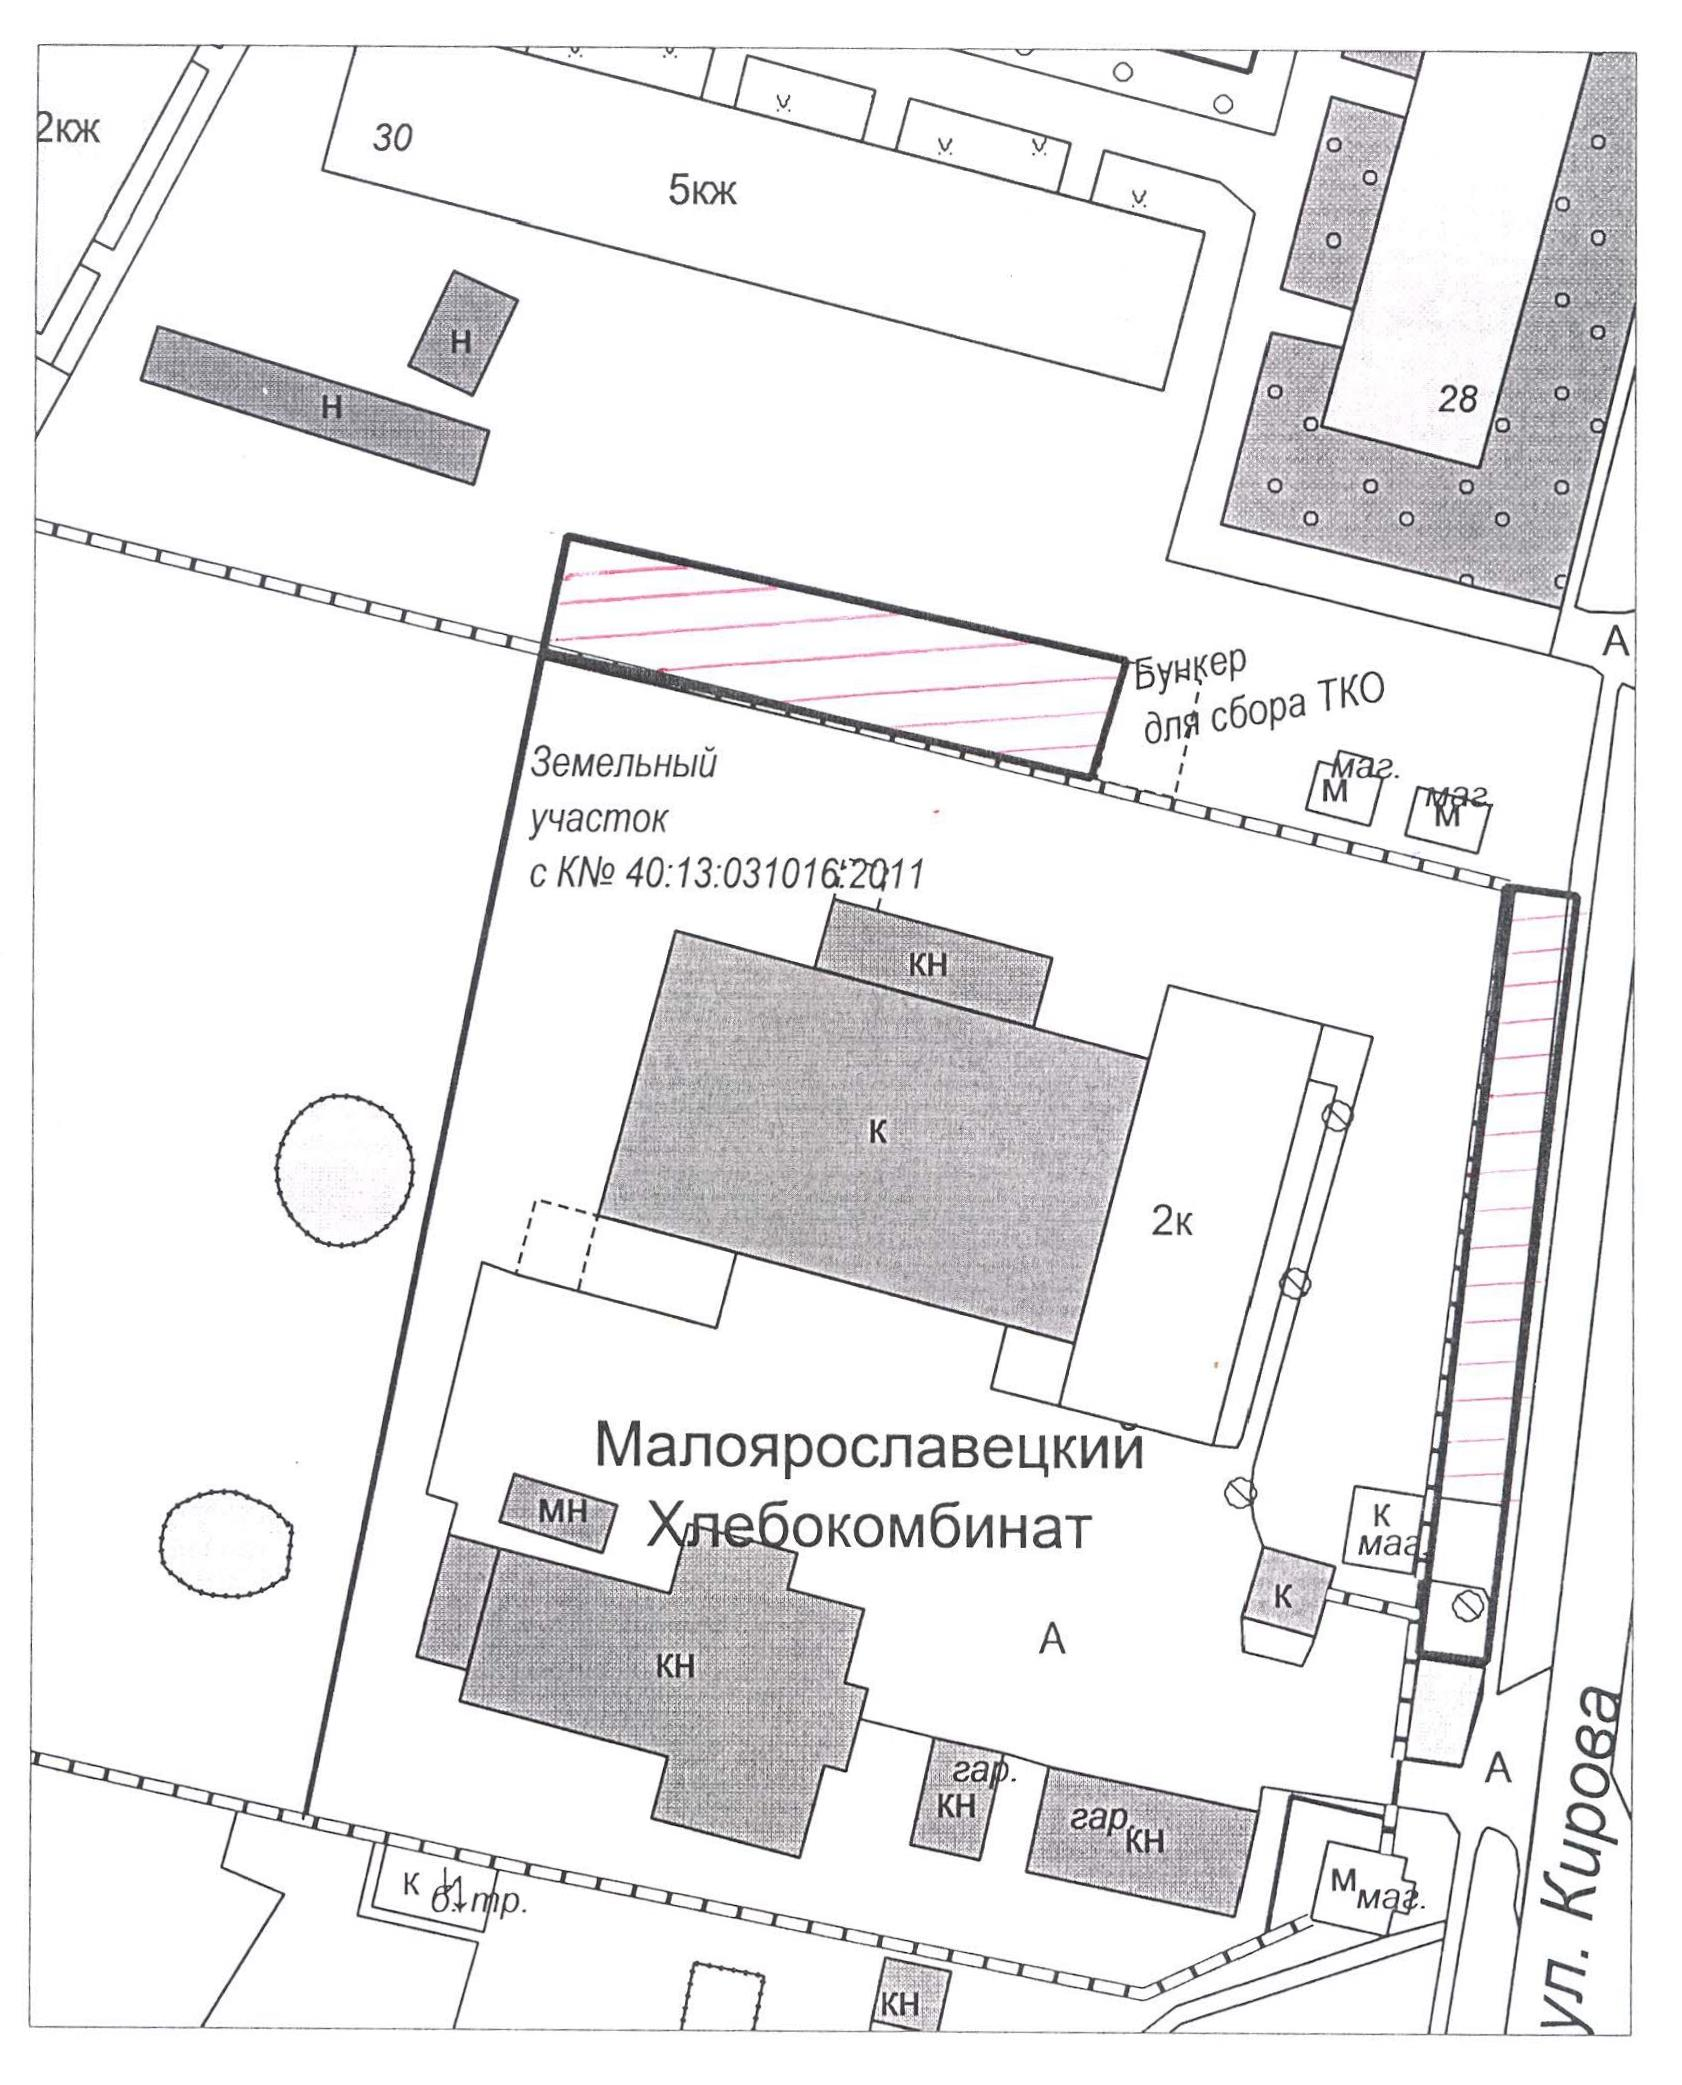 2кж
30
5кж
28
Н
Н
А
Бункер
для сбора ТКО
маг.
М
маг.
М
Земельный
участок
с К№ 40:13:031016:2011
КН
К
2к
Малоярославецкий
Хлебокомбинат
МН
К
маг.
К
А
КН
А
гар.
КН
гар.
КН
ул. Кирова
М
маг.
К
тр.
КН